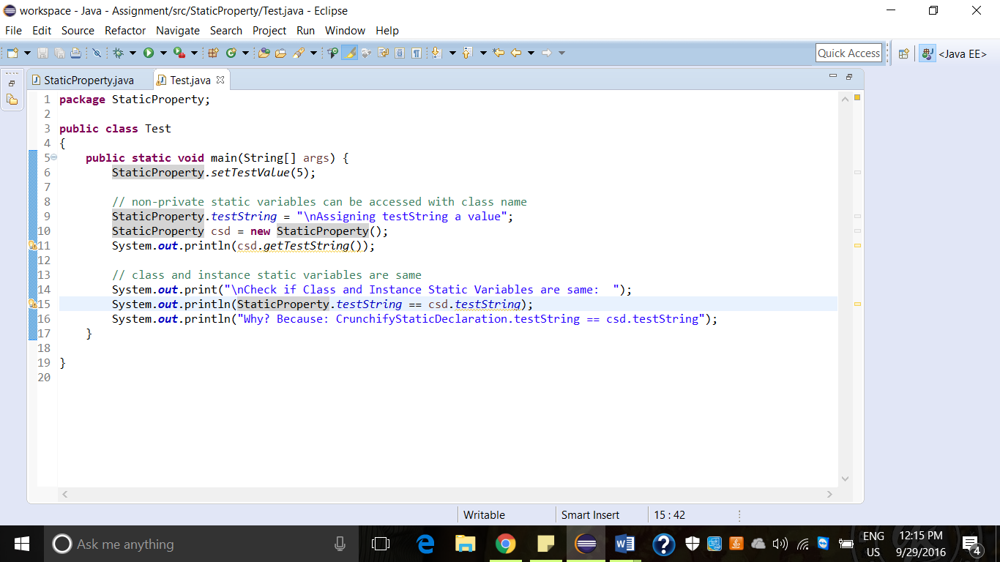 workspace - Java - Assignment/src/StaticProperty/Test.java - Eclipse
File Edit Source Refactor Navigate Search Project Run Window Help
Quick Access
<Java EE>
StaticProperty.java
Test.java
1 package StaticProperty;
2
3 public class Test
4 {
5 public static void main(String[] args) {
6 StaticProperty.setTestValue(5);
7
8 // non-private static variables can be accessed with class name
9 StaticProperty.testString = "\nAssigning testString a value";
10 StaticProperty csd = new StaticProperty();
11 System.out.println(csd.getTestString());
12
13 // class and instance static variables are same
14 System.out.print("\nCheck if Class and Instance Static Variables are same:  ");
15 System.out.println(StaticProperty.testString == csd.testString);
16 System.out.println("Why? Because: CrunchifyStaticDeclaration.testString == csd.testString");
17 }
18
19 }
20
Writable
Smart Insert
15 : 42
Ask me anything
ENG
US
12:15 PM
9/29/2016
4